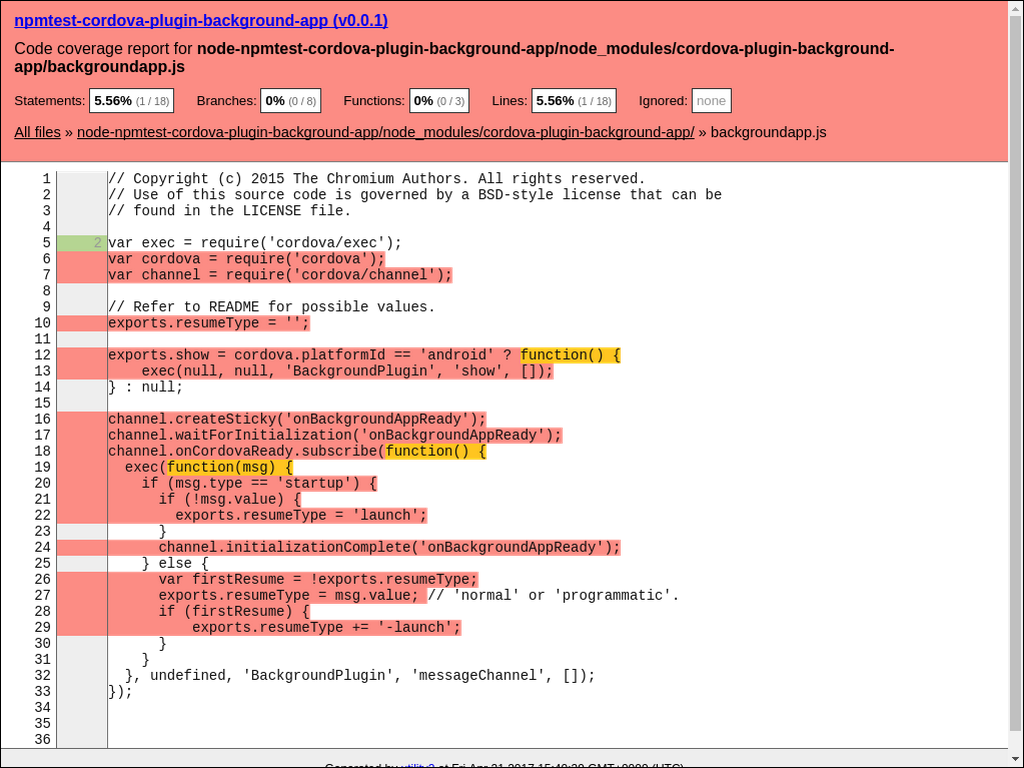 npmtest-cordova-plugin-background-app (v0.0.1)
Code coverage report for node-npmtest-cordova-plugin-background-app/node_modules/cordova-plugin-background-
app/backgroundapp.js
Statements: 5.56% (1 / 18) Branches: 0% (0 / 8) Functions: 0% (0 / 3) Lines: 5.56% (1 / 18) Ignored: none
All files » node-npmtest-cordova-plugin-background-app/node_modules/cordova-plugin-background-app/ » backgroundapp.js
1 // Copyright (c) 2015 The Chromium Authors. All rights reserved.
2 // Use of this source code is governed by a BSD-style license that can be
3 // found in the LICENSE file.
4
5 2 var exec = require('cordova/exec');
6 var cordova = require('cordova');
7 var channel = require('cordova/channel');
8
9 // Refer to README for possible values.
10 exports.resumeType = '';
11
12 exports.show = cordova.platformId == 'android' ? function() {
13     exec(null, null, 'BackgroundPlugin', 'show', []);
14 } : null;
15
16 channel.createSticky('onBackgroundAppReady');
17 channel.waitForInitialization('onBackgroundAppReady');
18 channel.onCordovaReady.subscribe(function() {
19   exec(function(msg) {
20     if (msg.type == 'startup') {
21       if (!msg.value) {
22         exports.resumeType = 'launch';
23       }
24       channel.initializationComplete('onBackgroundAppReady');
25     } else {
26       var firstResume = !exports.resumeType;
27       exports.resumeType = msg.value; // 'normal' or 'programmatic'.
28       if (firstResume) {
29           exports.resumeType += '-launch';
30       }
31     }
32   }, undefined, 'BackgroundPlugin', 'messageChannel', []);
33 });
34
35
36